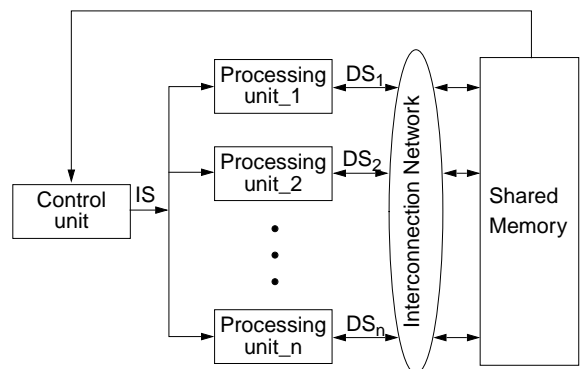 Processing
unit_1
DS1
Processing
unit_2
DS2
Control
unit
IS
Processing
unit_n
DSn
Interconnection Network
Shared
Memory